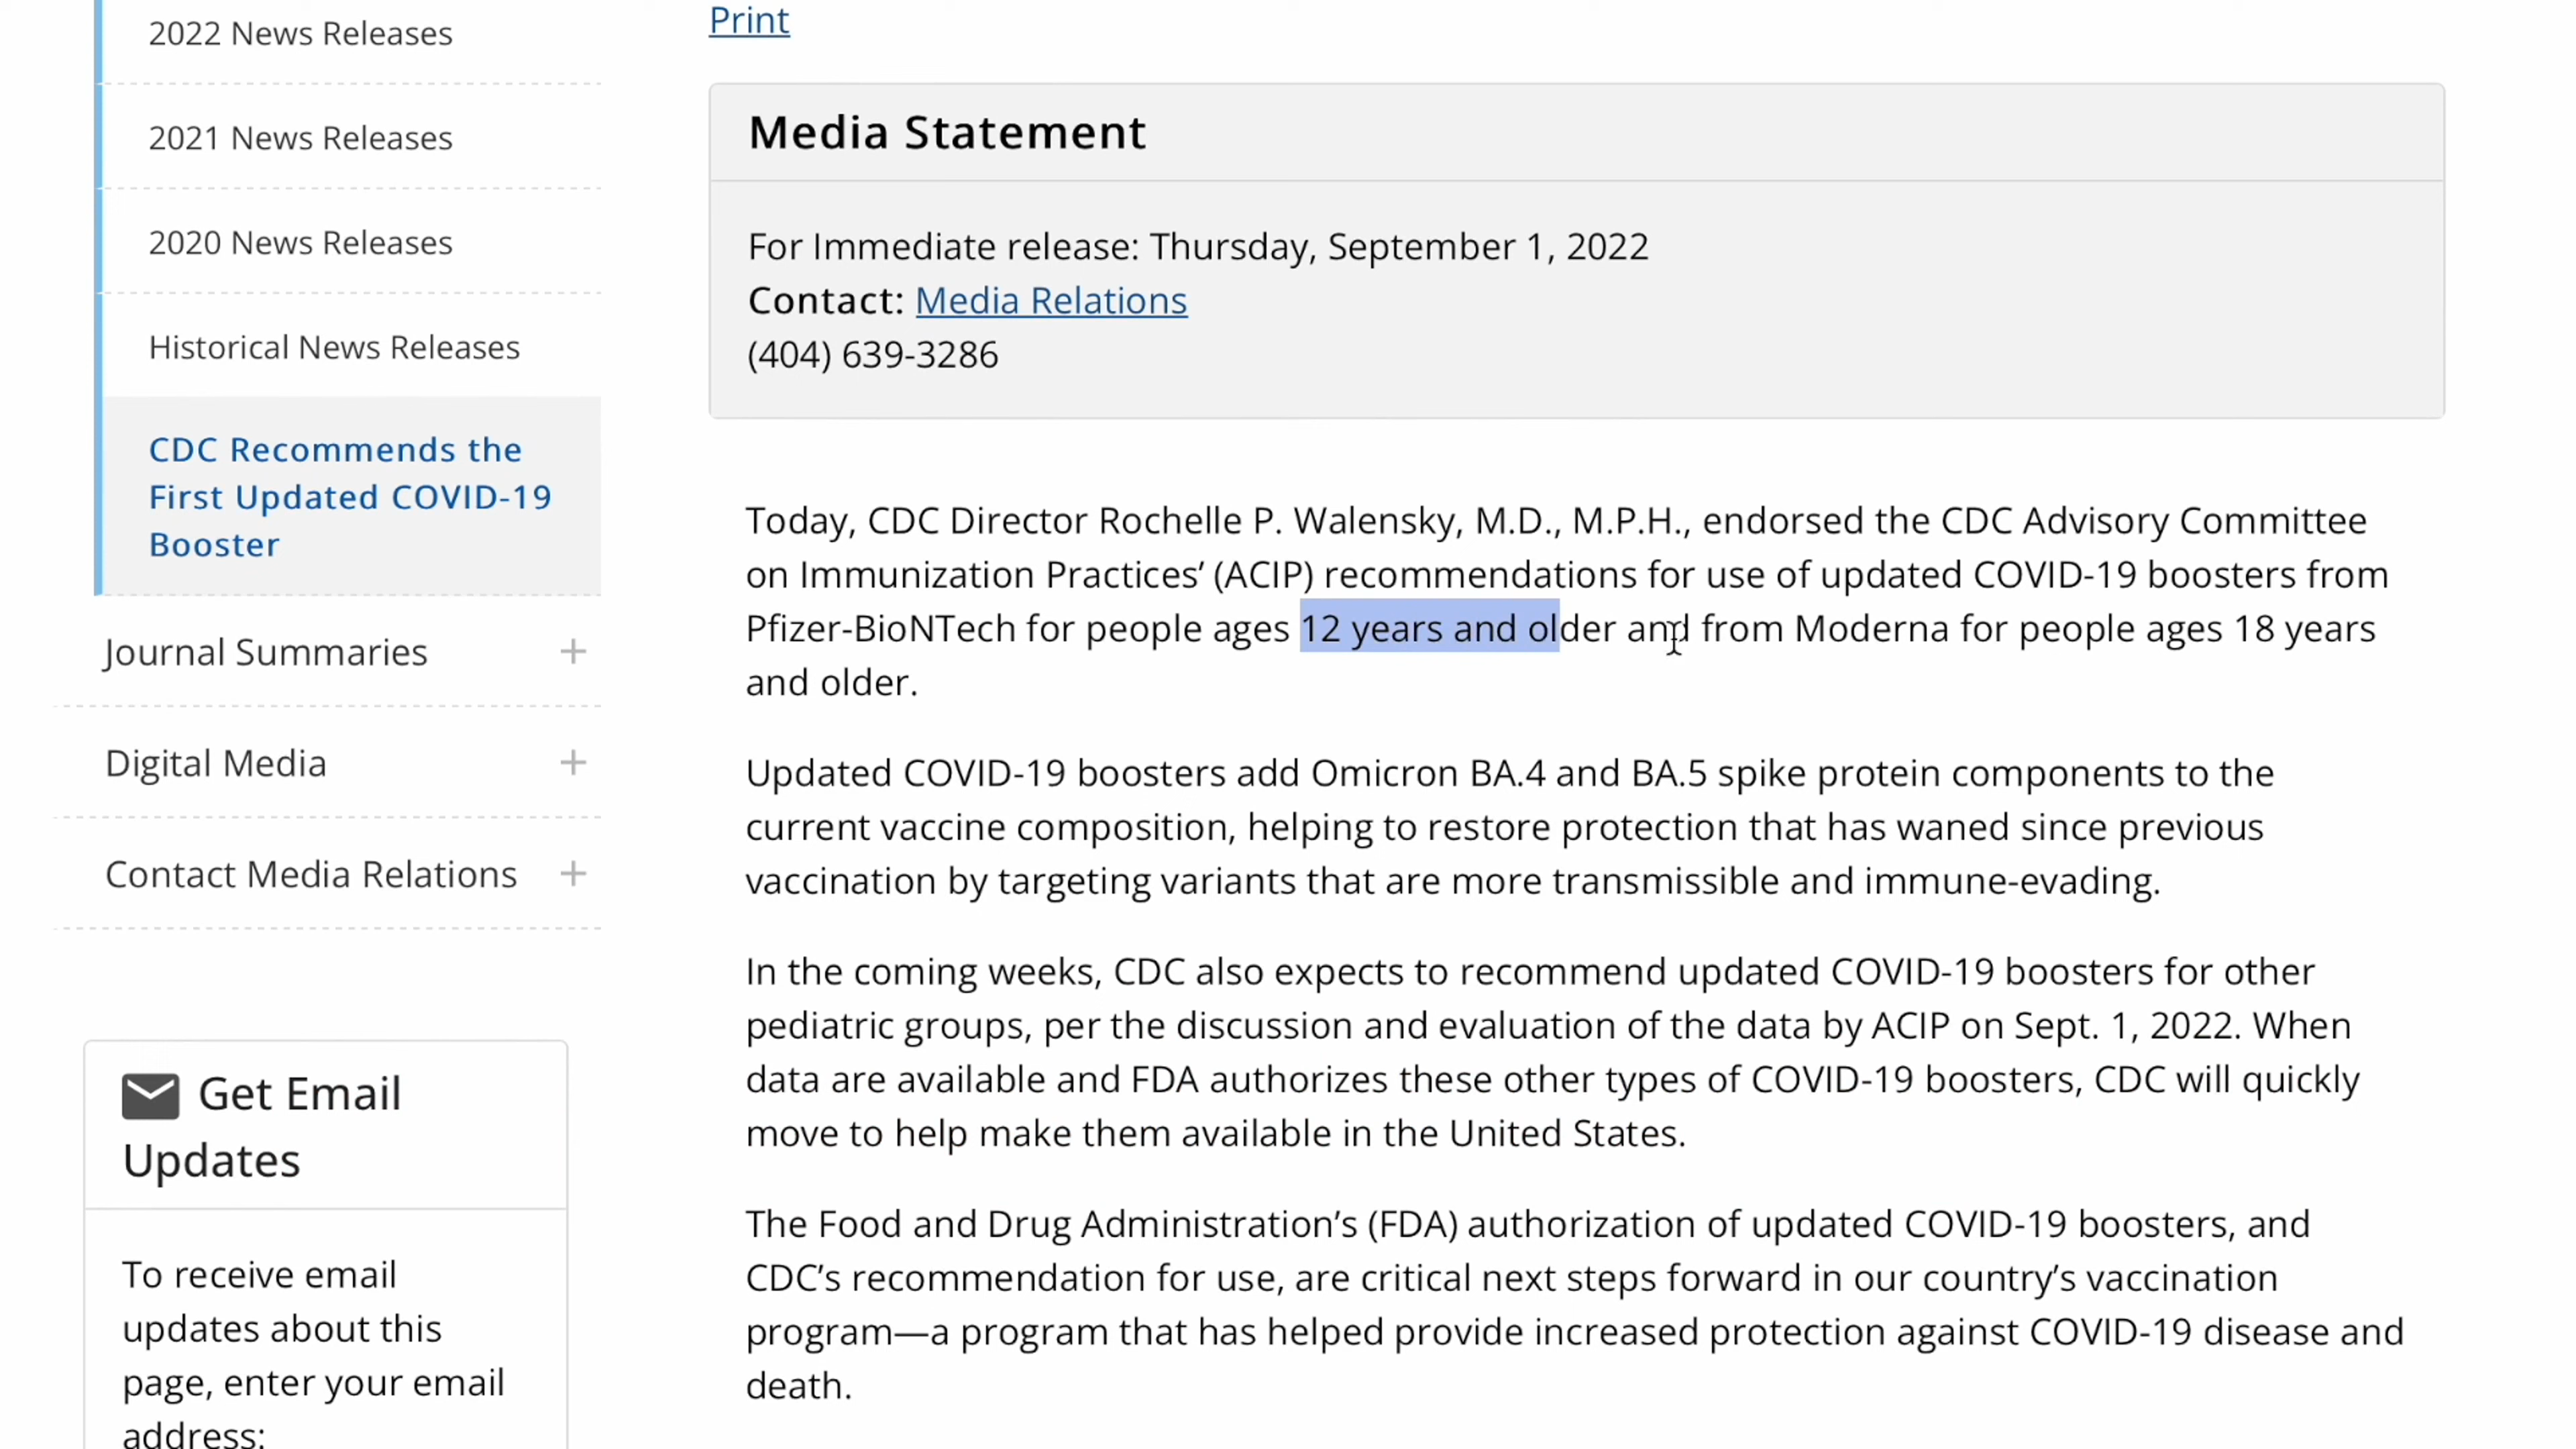 2022 News Releases
2021 News Releases
2020 News Releases
Historical News Releases
CDC Recommends the
First Updated COVID-19
Booster
Journal Summaries +
Digital Media +
Contact Media Relations +
Get Email
Updates
To receive email
updates about this
page, enter your email
address:
Print
Media Statement
For Immediate release: Thursday, September 1, 2022
Contact: Media Relations
(404) 639-3286
Today, CDC Director Rochelle P. Walensky, M.D., M.P.H., endorsed the CDC Advisory Committee
on Immunization Practices’ (ACIP) recommendations for use of updated COVID-19 boosters from
Pfizer-BioNTech for people ages 12 years and older and from Moderna for people ages 18 years
and older.
Updated COVID-19 boosters add Omicron BA.4 and BA.5 spike protein components to the
current vaccine composition, helping to restore protection that has waned since previous
vaccination by targeting variants that are more transmissible and immune-evading.
In the coming weeks, CDC also expects to recommend updated COVID-19 boosters for other
pediatric groups, per the discussion and evaluation of the data by ACIP on Sept. 1, 2022. When
data are available and FDA authorizes these other types of COVID-19 boosters, CDC will quickly
move to help make them available in the United States.
The Food and Drug Administration’s (FDA) authorization of updated COVID-19 boosters, and
CDC’s recommendation for use, are critical next steps forward in our country’s vaccination
program—a program that has helped provide increased protection against COVID-19 disease and
death.